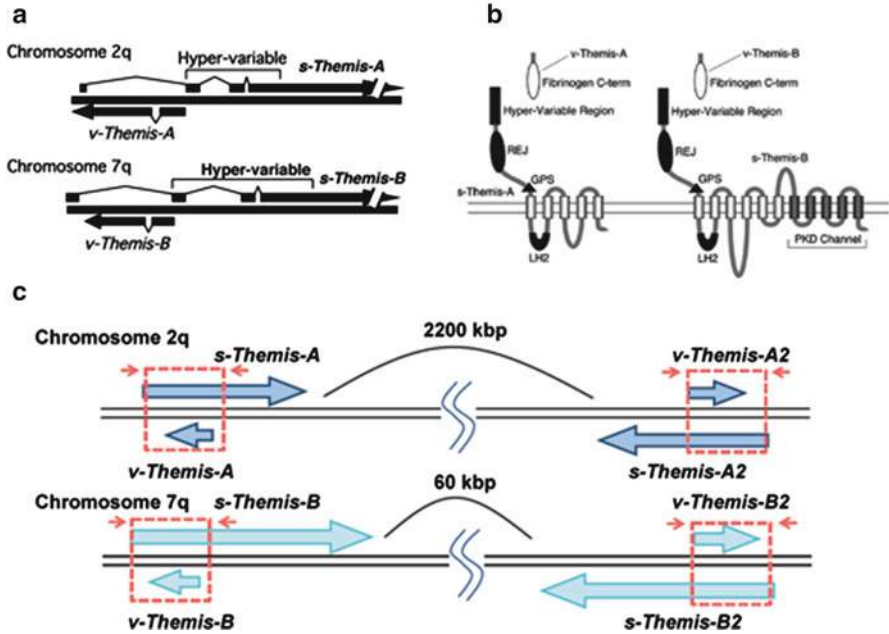 a
Chromosome 2q
Hyper-variable
s-Themis-A
v-Themis-A
Chromosome 7q
Hyper-variable
s-Themis-B
v-Themis-B
b
v-Themis-A
Fibrinogen C-term
Hyper-Variable Region
REJ
GPS
s-Themis-A
LH2
v-Themis-B
Fibrinogen C-term
Hyper-Variable Region
REJ
s-Themis-B
GPS
LH2
PKD Channel
c
Chromosome 2q
s-Themis-A
2200 kbp
v-Themis-A2
v-Themis-A
s-Themis-A2
Chromosome 7q
s-Themis-B
60 kbp
v-Themis-B2
v-Themis-B
s-Themis-B2